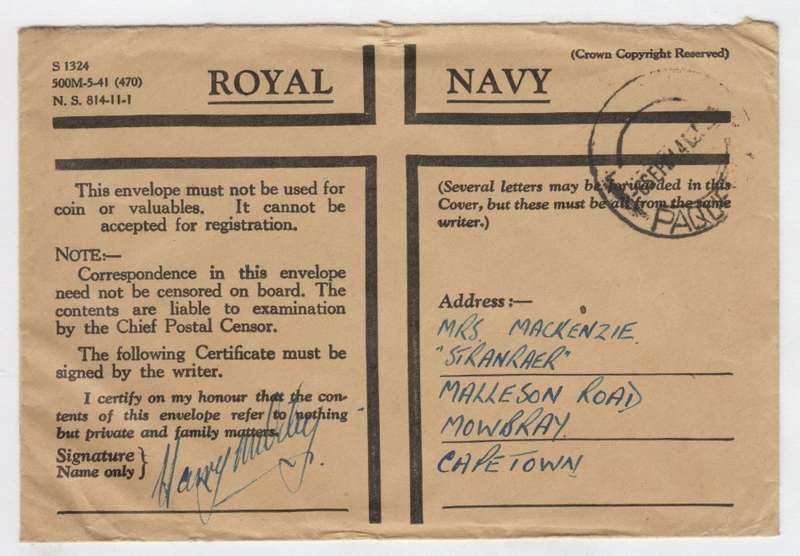 S 1324
500M-5-41 (470)
N. S. 814-11-1
ROYAL NAVY
(Crown Copyright Reserved)
This envelope must not be used for
coin or valuables. It cannot be
accepted for registration.
NOTE:—
Correspondence in this envelope
need not be censored on board. The
contents are liable to examination
by the Chief Postal Censor.
The following Certificate must be
signed by the writer.
I certify on my honour that the con-
tents of this envelope refer to nothing
but private and family matters.
Signature
Name only
Harry
(Several letters may be forwarded in this
Cover, but these must be all from the same
writer.)
PAQUE
Address:—
MRS MACKENZIE.
"STRANRAER"
MALLESON ROAD
MOWBRAY.
CAPETOWN